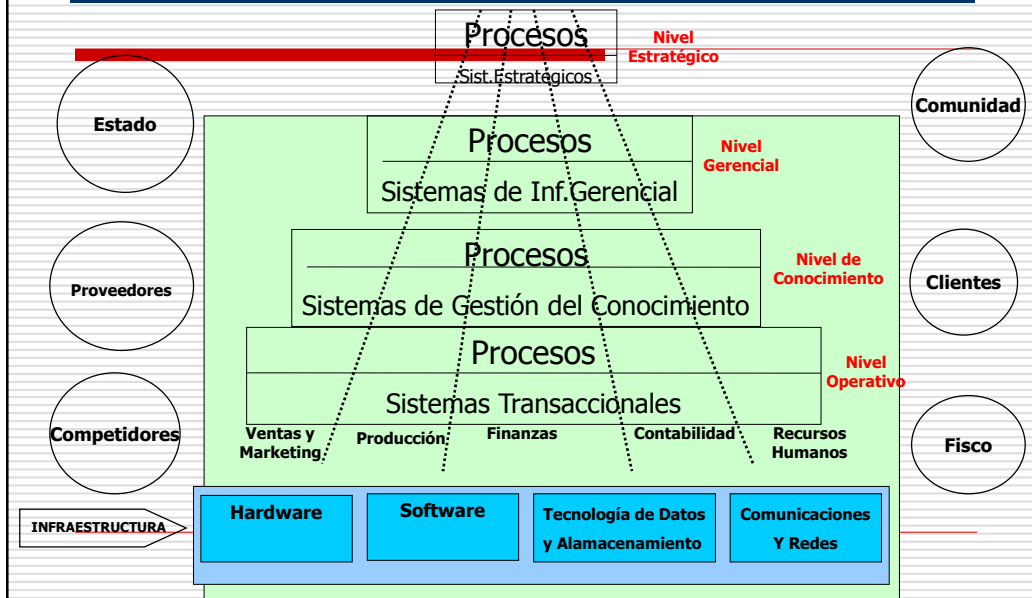 Procesos
Sist.Estratégicos
Nivel
Estratégico
Estado
Comunidad
Procesos
Sistemas de Inf.Gerencial
Nivel
Gerencial
Proveedores
Procesos
Sistemas de Gestión del Conocimiento
Nivel de
Conocimiento
Clientes
Procesos
Sistemas Transaccionales
Nivel
Operativo
Competidores
Ventas y
Marketing
Producción
Finanzas
Contabilidad
Recursos
Humanos
Fisco
INFRAESTRUCTURA
Hardware
Software
Tecnología de Datos
y Alamacenamiento
Comunicaciones
Y Redes